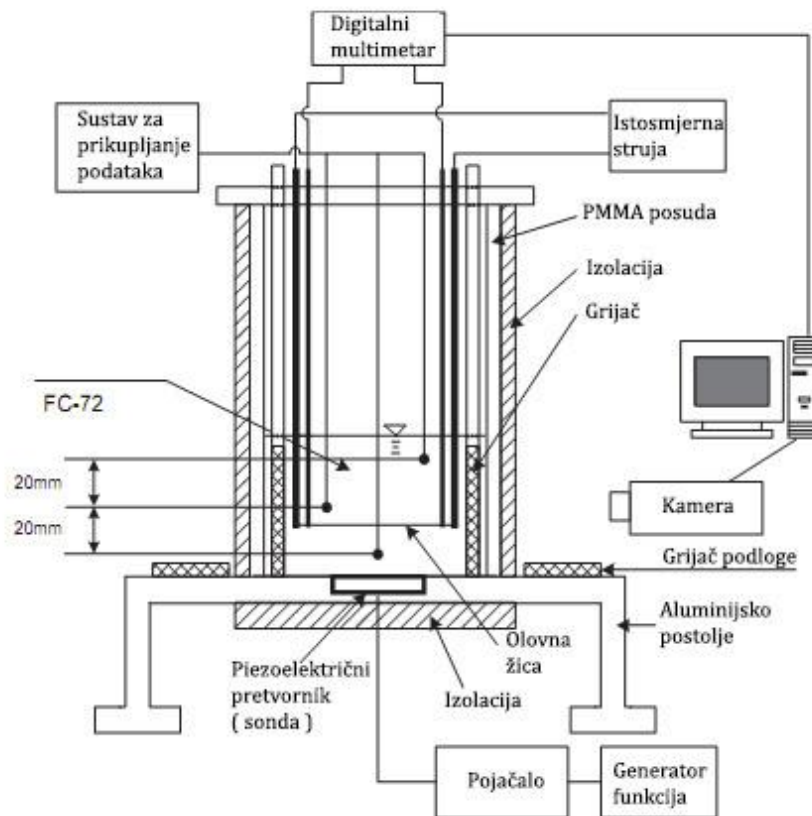 Digitalni
multimetar
Sustav za
prikupljanje
podataka
Istosmjerna
struja
PMMA posuda
Izolacija
Grijač
FC-72
20mm
20mm
Kamera
Grijač podloge
Aluminijsko
postolje
Olovna
žica
Piezoelektrični
pretvornik
( sonda )
Izolacija
Pojačalo
Generator
funkcija